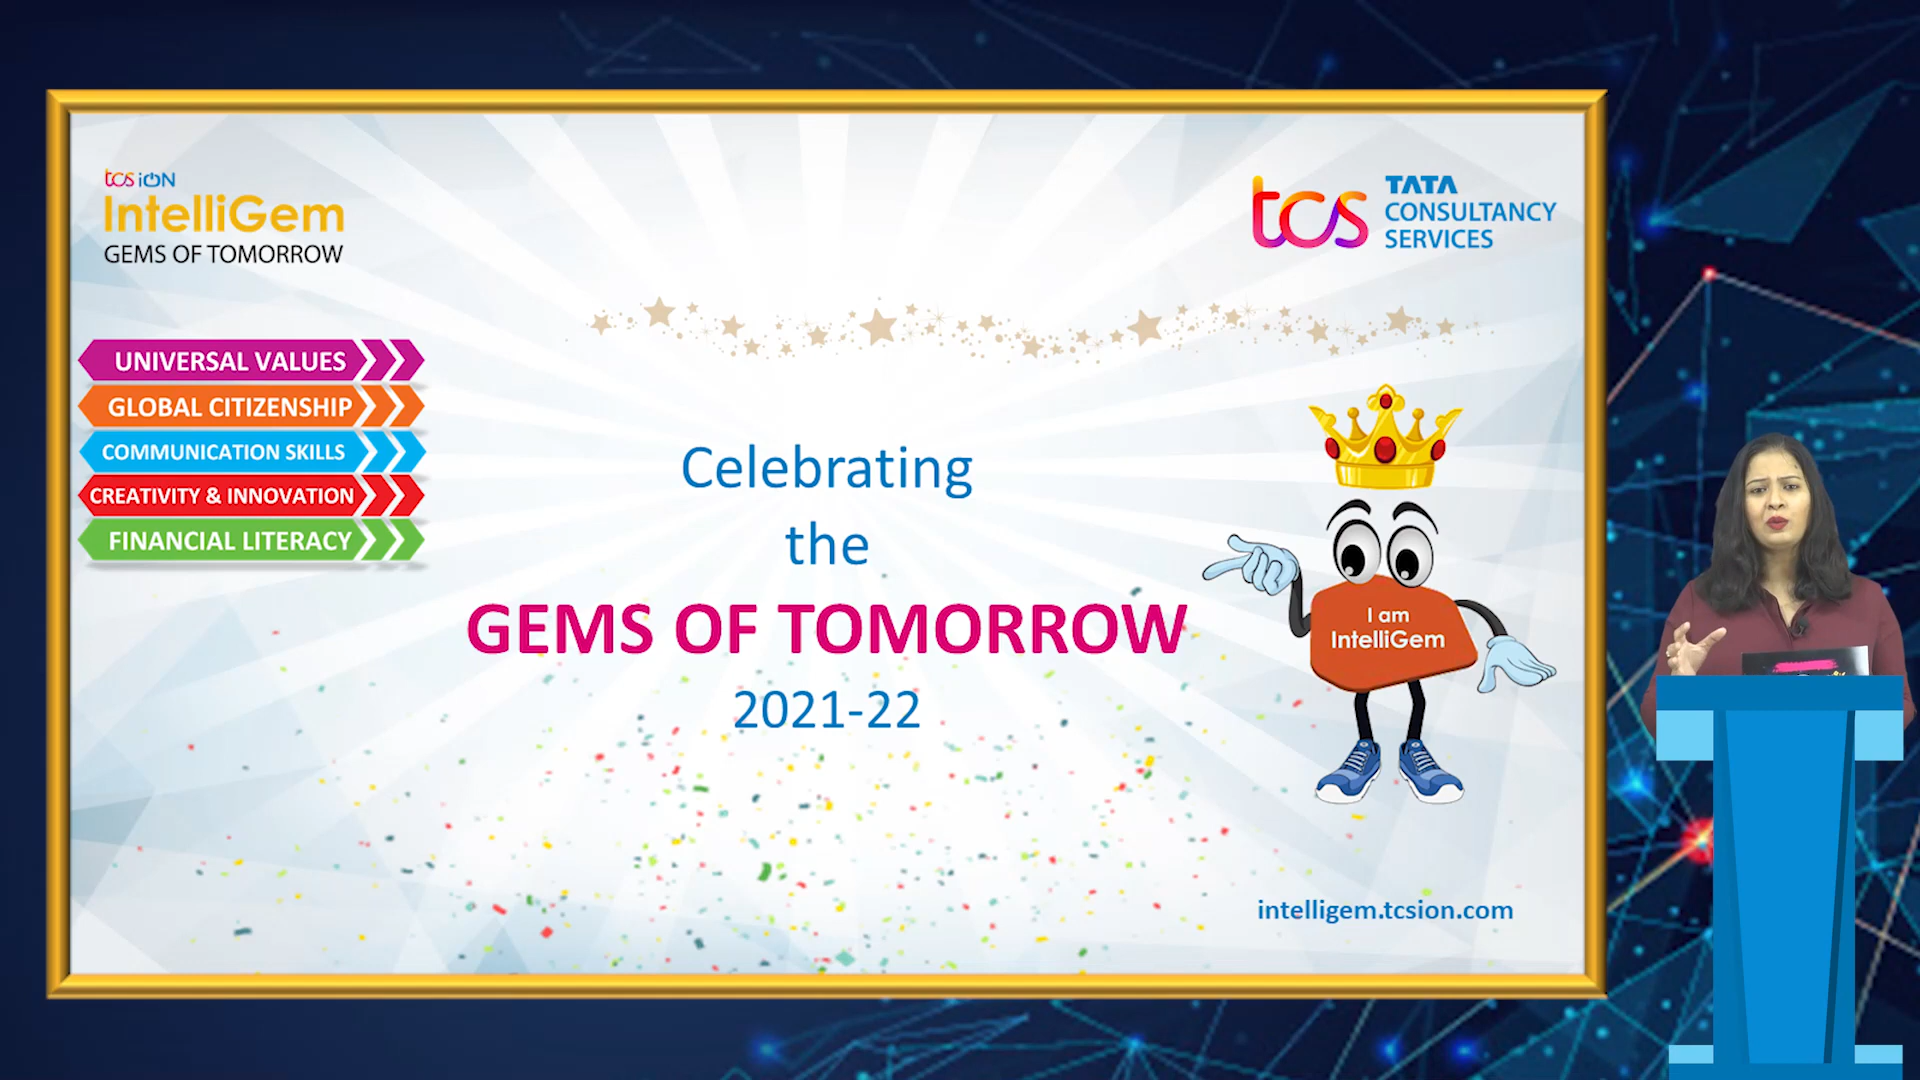 tcs iON
IntelliGem
GEMS OF TOMORROW
tcs TATA
CONSULTANCY
SERVICES
UNIVERSAL VALUES
GLOBAL CITIZENSHIP
COMMUNICATION SKILLS
CREATIVITY & INNOVATION
FINANCIAL LITERACY
Celebrating
the
GEMS OF TOMORROW
2021-22
I am
IntelliGem
intelligem.tcsion.com